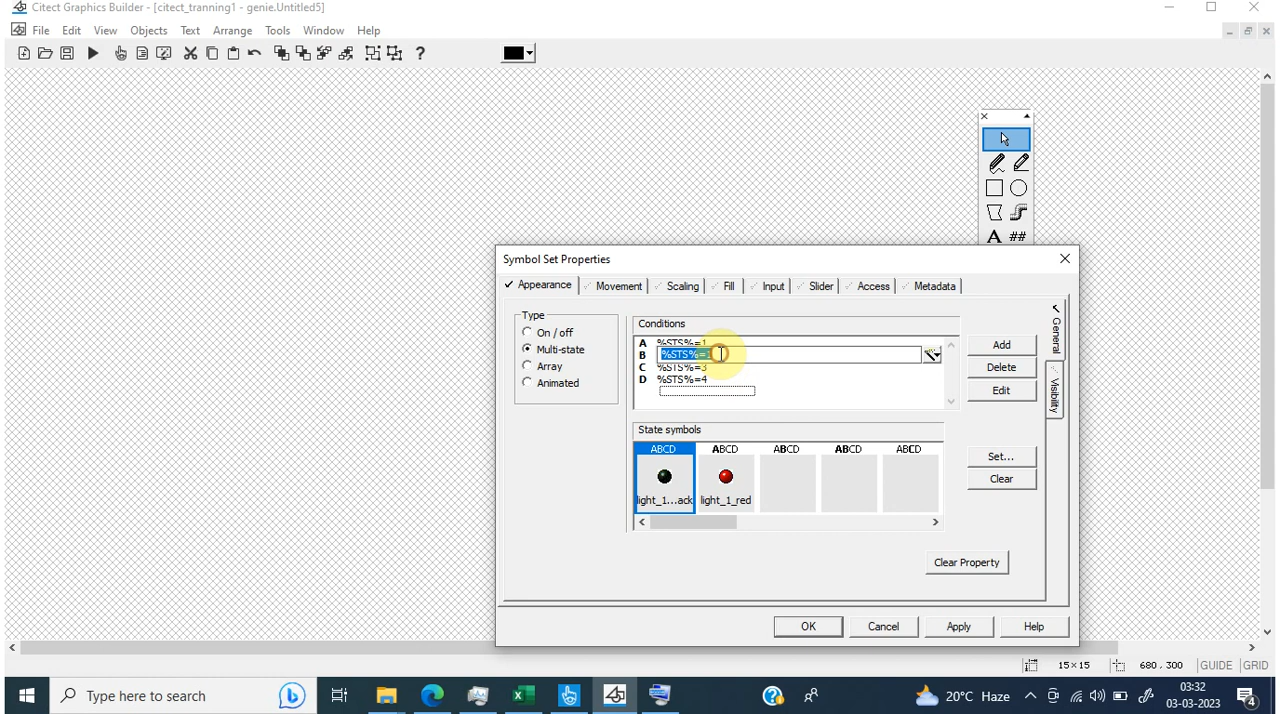 Citect Graphics Builder - [citect_tranning1 - genie.Untitled5]
File Edit View Objects Text Arrange Tools Window Help
A ##
Symbol Set Properties
Appearance Movement Scaling Fill Input Slider Access Metadata
Type
On / off
Multi-state
Array
Animated
Conditions
A %STS%=1
B %STS%=1
C %STS%=3
D %STS%=4
Add
Delete
Edit
General
Visibility
State symbols
ABCD ABCD ABCD ABCD ABCD
light_1...ack light_1_red
Set...
Clear
Clear Property
OK Cancel Apply Help
15×15 680, 300 GUIDE GRID
Type here to search
20°C Haze
03:32
03-03-2023
4